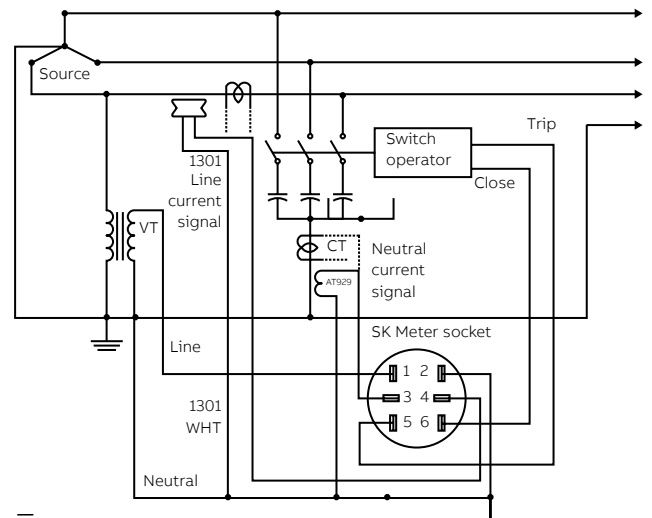 Source
Trip
Switch
operator
Close
1301
Line
current
signal
VT
CT
Neutral
current
signal
AT929
SK Meter socket
Line
1 2
3 4
5 6
1301
WHT
Neutral